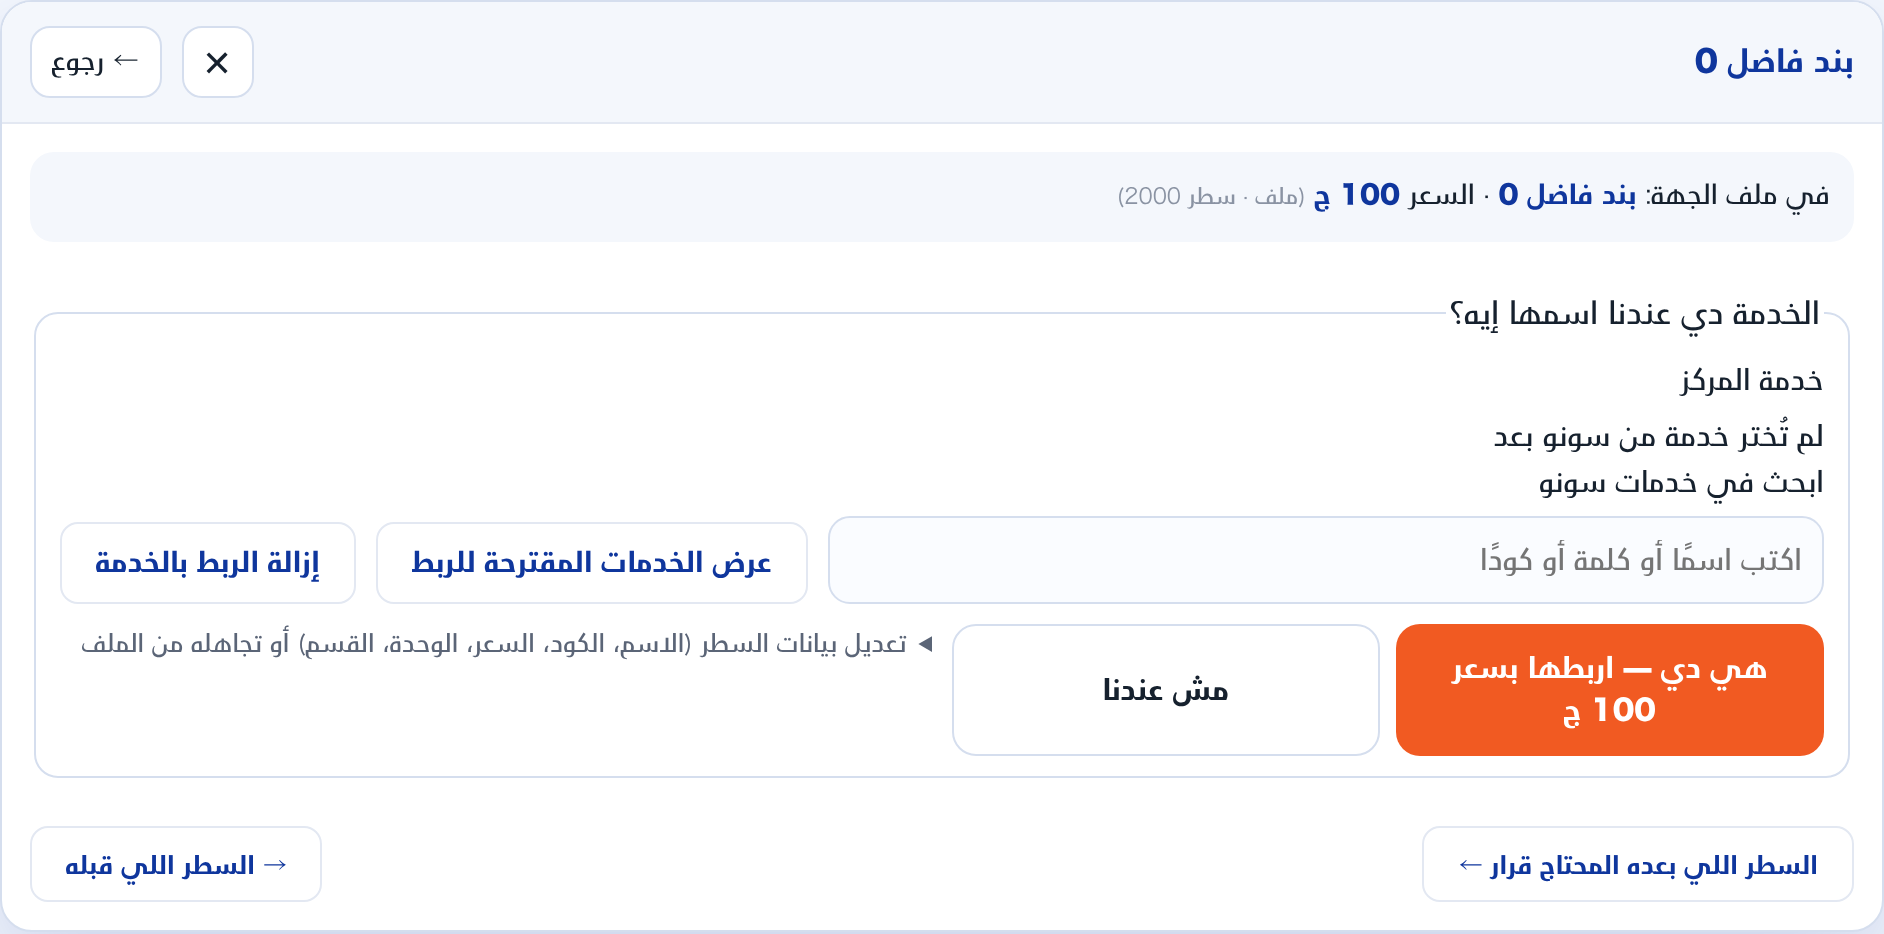 بند فاضل 0
×
← رجوع
في ملف الجهة: بند فاضل 0 · السعر 100 ج (ملف · سطر 2000)
الخدمة دي عندنا اسمها إيه؟
خدمة المركز
لم تُختر خدمة من سونو بعد
ابحث في خدمات سونو
اكتب اسمًا أو كلمة أو كودًا
عرض الخدمات المقترحة للربط
إزالة الربط بالخدمة
هي دي — اربطها بسعر
100 ج
مش عندنا
◀ تعديل بيانات السطر (الاسم، الكود، السعر، الوحدة، القسم) أو تجاهله من الملف
السطر اللي بعده المحتاج قرار ←
→ السطر اللي قبله